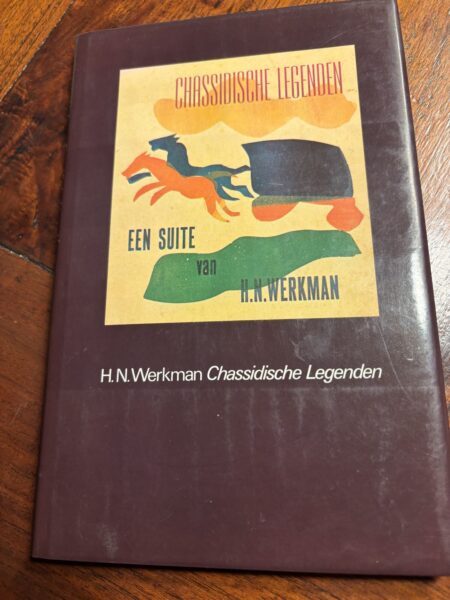 CHASSIDISCHE LEGENDEN
EEN SUITE
van
H.N.WERKMAN
H.N.Werkman Chassidische Legenden